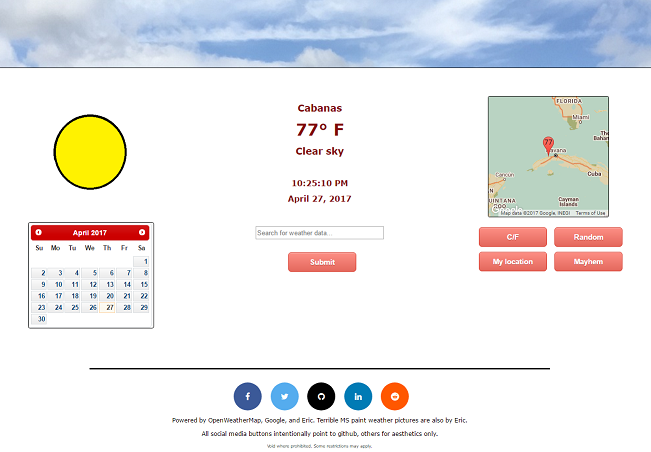 Cabanas
77° F
Clear sky
10:25:10 PM
April 27, 2017
Search for weather data...
Submit
April 2017
Su Mo Tu We Th Fr Sa
1
2 3 4 5 6 7 8
9 10 11 12 13 14 15
16 17 18 19 20 21 22
23 24 25 26 27 28 29
30
FLORIDA
Miami
77
Havana
The
Baha
Cancun
Cuba
QUINTANA
ROO
Cayman
Islands
Map data ©2017 Google, INEGI Terms of Use
C/F Random
My location Mayhem
Powered by OpenWeatherMap, Google, and Eric. Terrible MS paint weather pictures are also by Eric.
All social media buttons intentionally point to github, others for aesthetics only.
Void where prohibited. Some restrictions may apply.